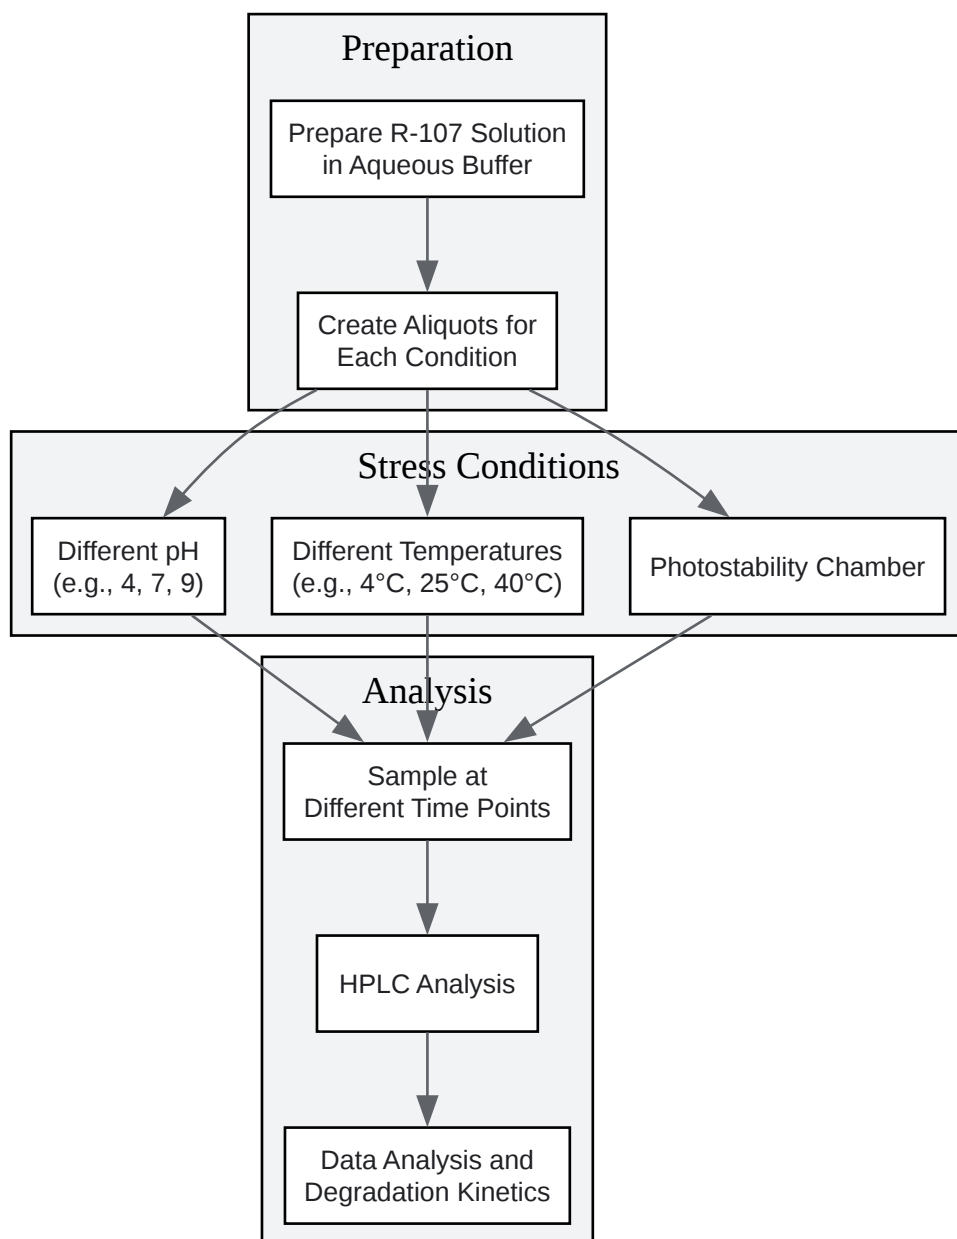 Preparation
Prepare R-107 Solution
in Aqueous Buffer
Create Aliquots for
Each Condition
Stress Conditions
Different pH
(e.g., 4, 7, 9)
Different Temperatures
(e.g., 4°C, 25°C, 40°C)
Photostability Chamber
Analysis
Sample at
Different Time Points
HPLC Analysis
Data Analysis and
Degradation Kinetics